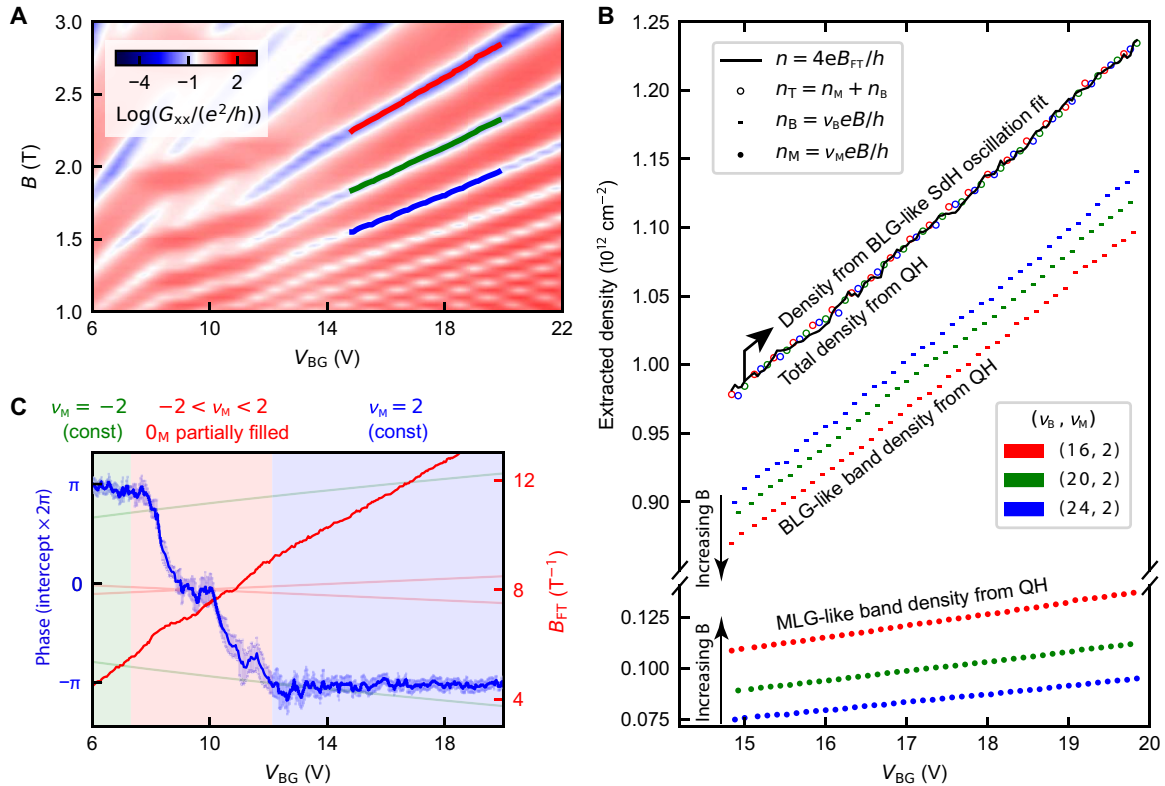 A
3.0
2.5
2.0
1.5
1.0
B (T)
−4 −1 2
Log(Gxx/(e²/h))
6 10 14 18 22
VBG (V)
B
1.25
1.20
1.15
1.10
1.05
1.00
0.95
0.90
0.125
0.100
0.075
Extracted density (10¹² cm⁻²)
n = 4eBFT/h
nT = nM + nB
nB = νBeB/h
nM = νMeB/h
Density from BLG-like SdH oscillation fit
Total density from QH
BLG-like band density from QH
(νB , νM)
(16, 2)
(20, 2)
(24, 2)
Increasing B
MLG-like band density from QH
Increasing B
15 16 17 18 19 20
VBG (V)
C
νM = −2
(const)
−2 < νM < 2
0M partially filled
νM = 2
(const)
Phase (intercept × 2π)
π
0
−π
12
8
4
BFT (T⁻¹)
6 10 14 18
VBG (V)